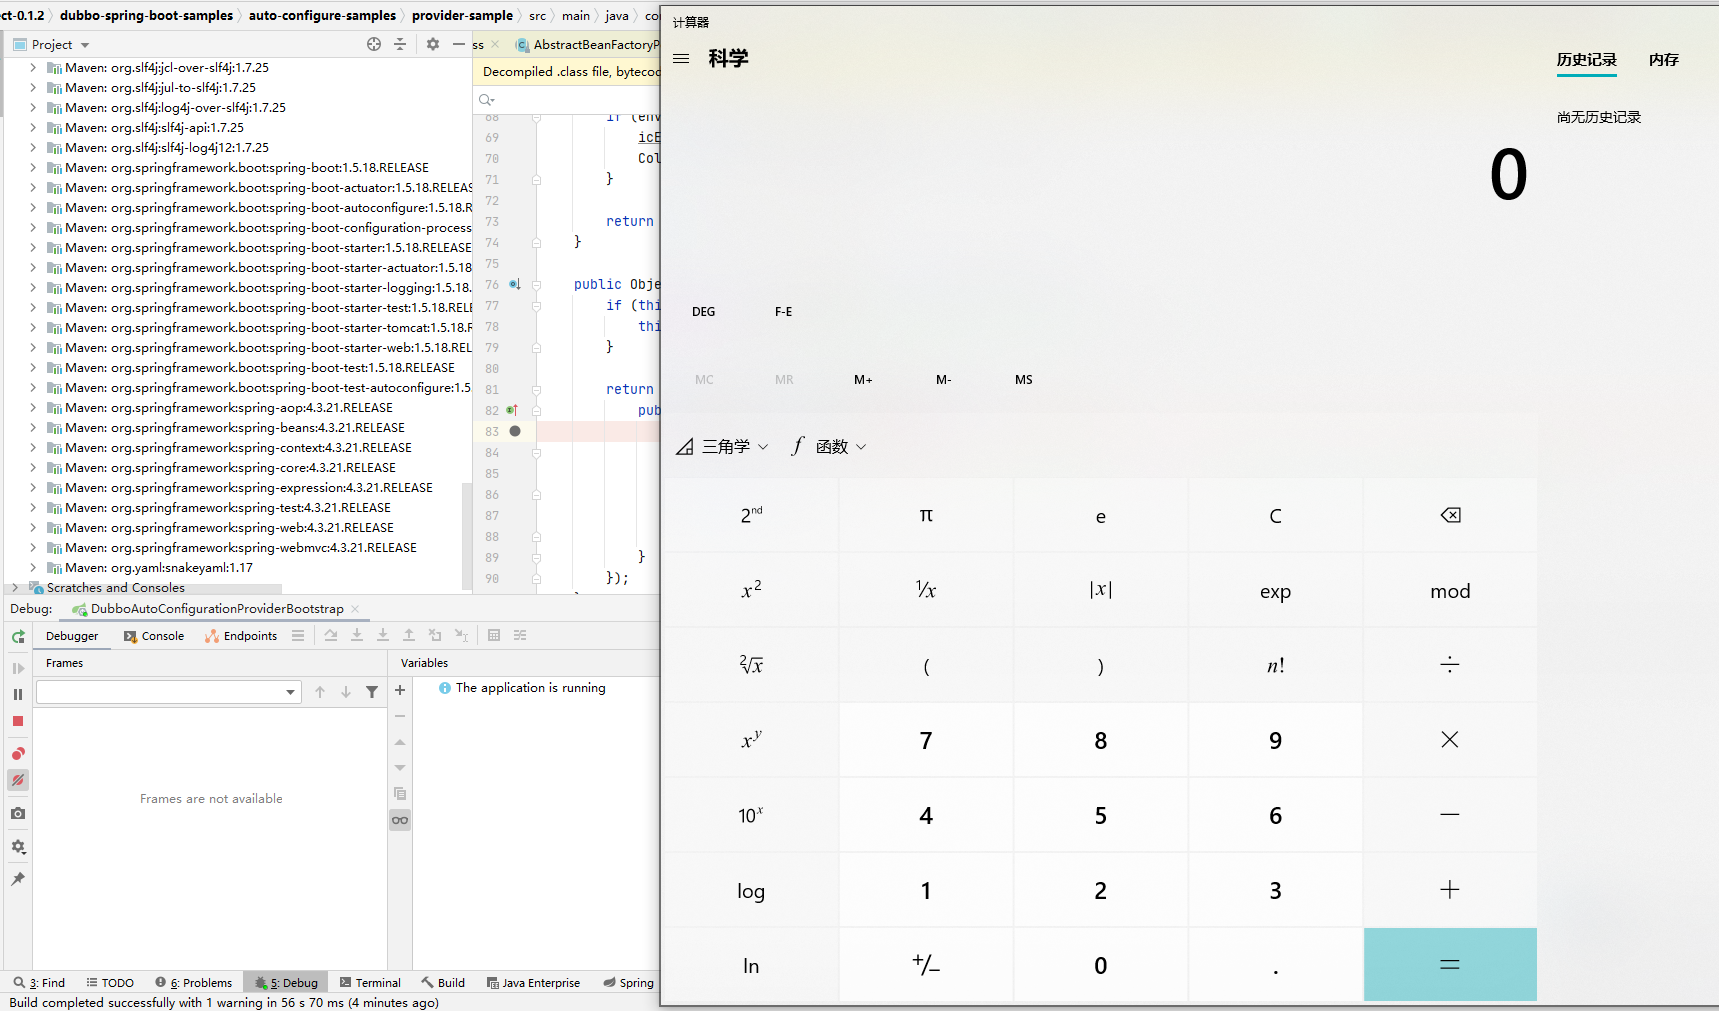 ct-0.1.2 dubbo-spring-boot-samples auto-configure-samples provider-sample src main java co
Project
ss AbstractBeanFactoryP
Maven: org.slf4j:jcl-over-slf4j:1.7.25
Maven: org.slf4j:jul-to-slf4j:1.7.25
Maven: org.slf4j:log4j-over-slf4j:1.7.25
Maven: org.slf4j:slf4j-api:1.7.25
Maven: org.slf4j:slf4j-log4j12:1.7.25
Maven: org.springframework.boot:spring-boot:1.5.18.RELEASE
Maven: org.springframework.boot:spring-boot-actuator:1.5.18.RELEAS
Maven: org.springframework.boot:spring-boot-autoconfigure:1.5.18.R
Maven: org.springframework.boot:spring-boot-configuration-process
Maven: org.springframework.boot:spring-boot-starter:1.5.18.RELEASE
Maven: org.springframework.boot:spring-boot-starter-actuator:1.5.18
Maven: org.springframework.boot:spring-boot-starter-logging:1.5.18.
Maven: org.springframework.boot:spring-boot-starter-test:1.5.18.RELE
Maven: org.springframework.boot:spring-boot-starter-tomcat:1.5.18.R
Maven: org.springframework.boot:spring-boot-starter-web:1.5.18.REL
Maven: org.springframework.boot:spring-boot-test:1.5.18.RELEASE
Maven: org.springframework.boot:spring-boot-test-autoconfigure:1.5
Maven: org.springframework:spring-aop:4.3.21.RELEASE
Maven: org.springframework:spring-beans:4.3.21.RELEASE
Maven: org.springframework:spring-context:4.3.21.RELEASE
Maven: org.springframework:spring-core:4.3.21.RELEASE
Maven: org.springframework:spring-expression:4.3.21.RELEASE
Maven: org.springframework:spring-test:4.3.21.RELEASE
Maven: org.springframework:spring-web:4.3.21.RELEASE
Maven: org.springframework:spring-webmvc:4.3.21.RELEASE
Maven: org.yaml:snakeyaml:1.17
Scratches and Consoles
Decompiled .class file, bytecod
68 if (env
69 icE
70 Col
71 }
72
73 return
74 }
75
76 public Obje
77 if (thi
78 thi
79 }
80
81 return
82 pub
83
84
85
86
87
88
89 }
90 });
Debug: DubboAutoConfigurationProviderBootstrap
Debugger Console Endpoints
Frames Variables
The application is running
Frames are not available
3: Find TODO 6: Problems 5: Debug Terminal Build Java Enterprise Spring
Build completed successfully with 1 warning in 56 s 70 ms (4 minutes ago)
计算器
科学
历史记录 内存
尚无历史记录
0
DEG F-E
MC MR M+ M- MS
三角学 f 函数
2nd π e C
x2 1/x |x| exp mod
2√x ( ) n! ÷
xy 7 8 9 ×
10x 4 5 6 −
log 1 2 3 +
ln +/− 0 . =